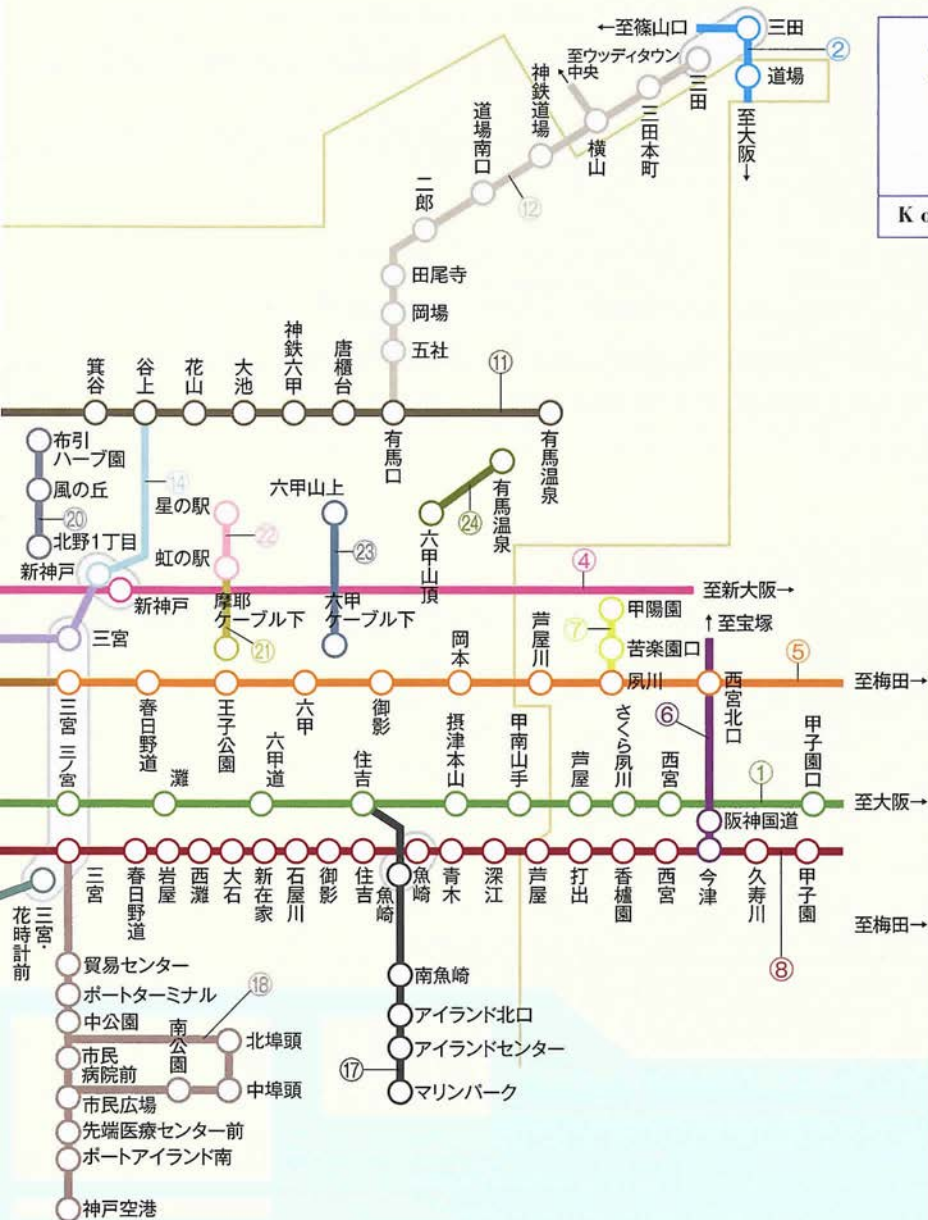 ←至篠山口
三田
②
道場
至大阪→
至ウッディタウン
中央
三田
三田本町
横山
神鉄道場
道場南口
⑫
二郎
田尾寺
岡場
五社
K o
箕谷
谷上
花山
大池
神鉄六甲
唐櫃台
有馬口
⑪
有馬温泉
布引
ハーブ園
風の丘
⑳
北野1丁目
⑭
星の駅
㉒
虹の駅
摩耶
ケーブル下
㉑
六甲山上
㉓
六甲
ケーブル下
有馬温泉
㉔
六甲山頂
新神戸
新神戸
④
至新大阪→
三宮
甲陽園
⑦
苦楽園口
↑至宝塚
三宮
春日野道
王子公園
六甲
御影
岡本
芦屋川
夙川
西宮北口
⑤
至梅田→
⑥
三ノ宮
灘
六甲道
住吉
摂津本山
甲南山手
芦屋
さくら夙川
西宮
①
甲子園口
至大阪→
阪神国道
三宮
春日野道
岩屋
西灘
大石
新在家
石屋川
御影
住吉
魚崎
魚崎
青木
深江
芦屋
打出
香櫨園
西宮
今津
久寿川
甲子園
至梅田→
⑧
三宮・
花時計前
貿易センター
ポートターミナル
中公園
⑱
南公園
北埠頭
市民
病院前
中埠頭
市民広場
先端医療センター前
ポートアイランド南
神戸空港
南魚崎
アイランド北口
アイランドセンター
⑰
マリンパーク